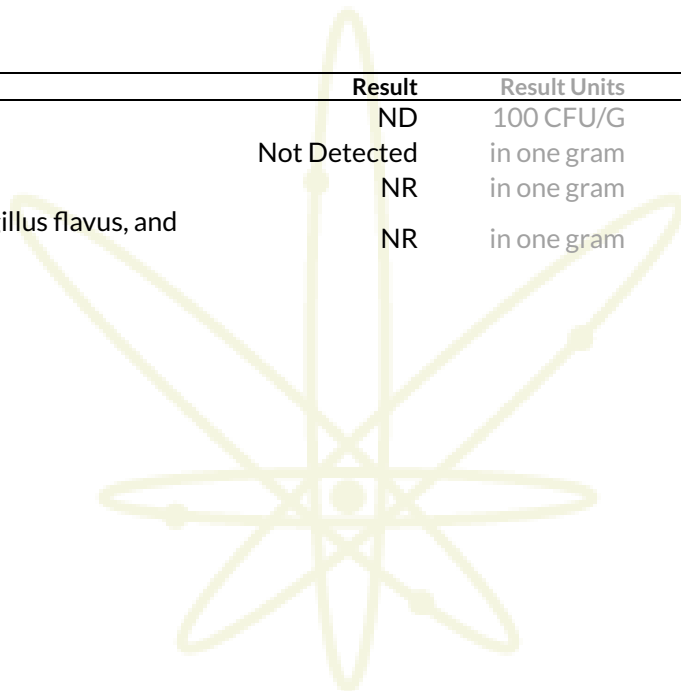 Result Result Units
ND 100 CFU/G
Not Detected in one gram
NR in one gram
illus flavus, and
NR in one gram